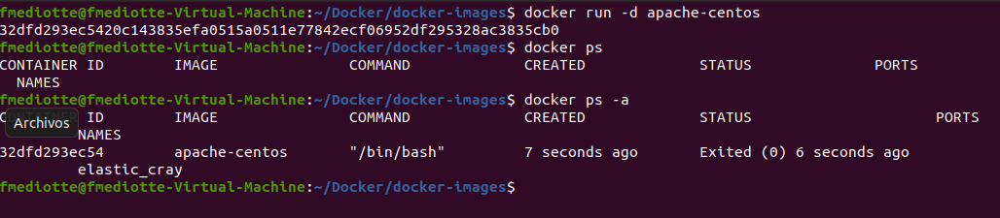 fmediotte@fmediotte-Virtual-Machine:~/Docker/docker-images$ docker run -d apache-centos
32dfd293ec5420c143835efa0515a0511e77842ecf06952df295328ac3835cb0
fmediotte@fmediotte-Virtual-Machine:~/Docker/docker-images$ docker ps
CONTAINER ID IMAGE COMMAND CREATED STATUS PORTS
NAMES
fmediotte@fmediotte-Virtual-Machine:~/Docker/docker-images$ docker ps -a
CONTAINER ID IMAGE COMMAND CREATED STATUS PORTS
Archivos
NAMES
32dfd293ec54 apache-centos "/bin/bash" 7 seconds ago Exited (0) 6 seconds ago
elastic_cray
fmediotte@fmediotte-Virtual-Machine:~/Docker/docker-images$